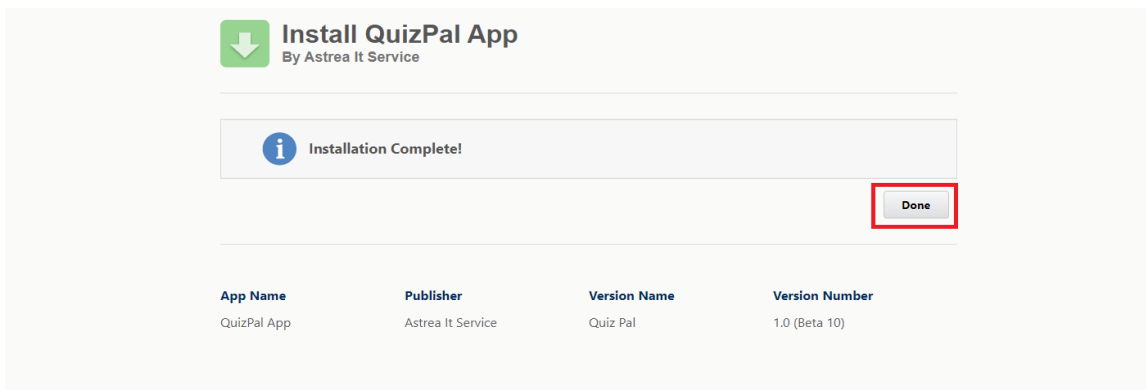 Install QuizPal App
By Astrea It Service
Installation Complete!
Done
App Name Publisher Version Name Version Number
QuizPal App Astrea It Service Quiz Pal 1.0 (Beta 10)